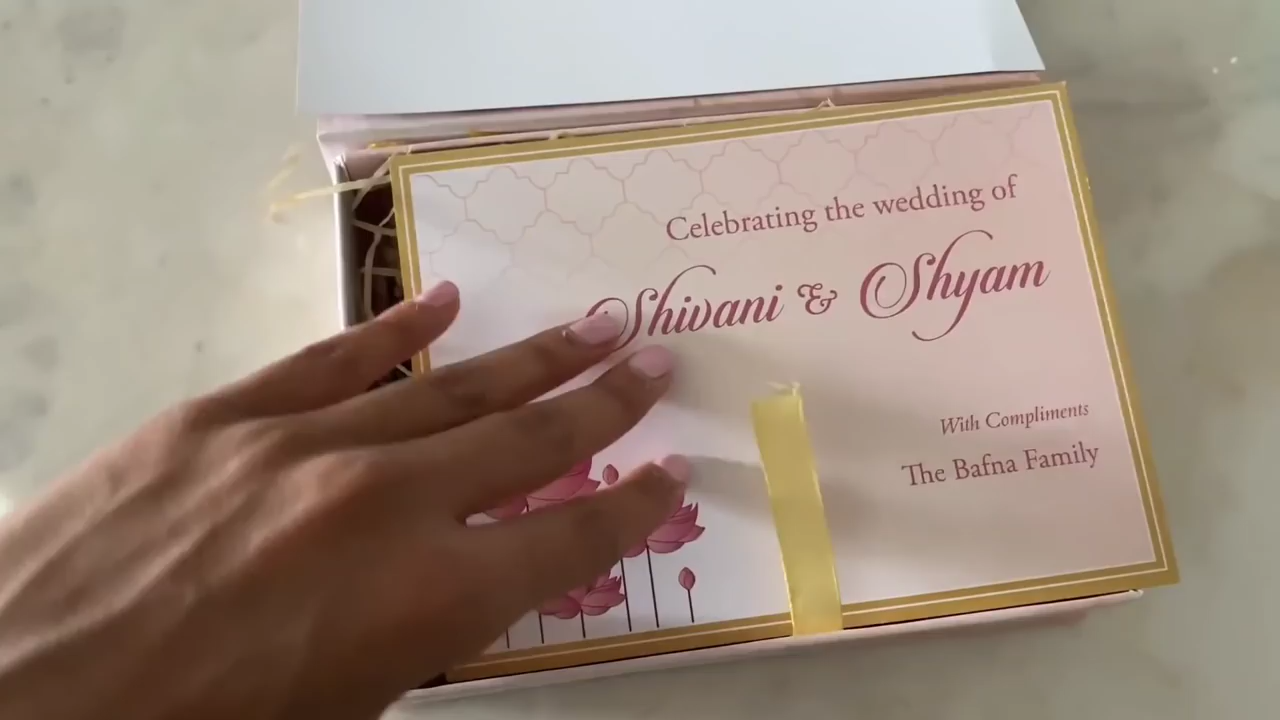 Celebrating the wedding of
Shivani & Shyam
With Compliments
The Bafna Family